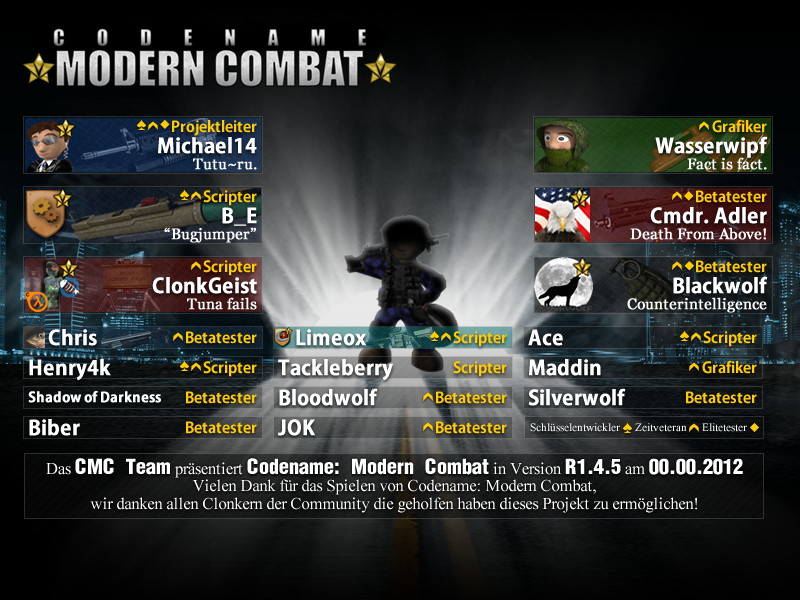 CODENAME
MODERN COMBAT
Projektleiter
Michael14
Tutu~ru.
Scripter
B_E
“Bugjumper”
Scripter
ClonkGeist
Tuna fails
Grafiker
Wasserwipf
Fact is fact.
Betatester
Cmdr. Adler
Death From Above!
Betatester
Blackwolf
Counterintelligence
Chris Betatester
Limeox Scripter
Ace Scripter
Henry4k Scripter
Tackleberry Scripter
Maddin Grafiker
Shadow of Darkness Betatester
Bloodwolf Betatester
Silverwolf Betatester
Biber Betatester
JOK Betatester
Schlüsselentwickler Zeitveteran Elitetester
Das CMC Team präsentiert Codename: Modern Combat in Version R1.4.5 am 00.00.2012
Vielen Dank für das Spielen von Codename: Modern Combat,
wir danken allen Clonkern der Community die geholfen haben dieses Projekt zu ermöglichen!